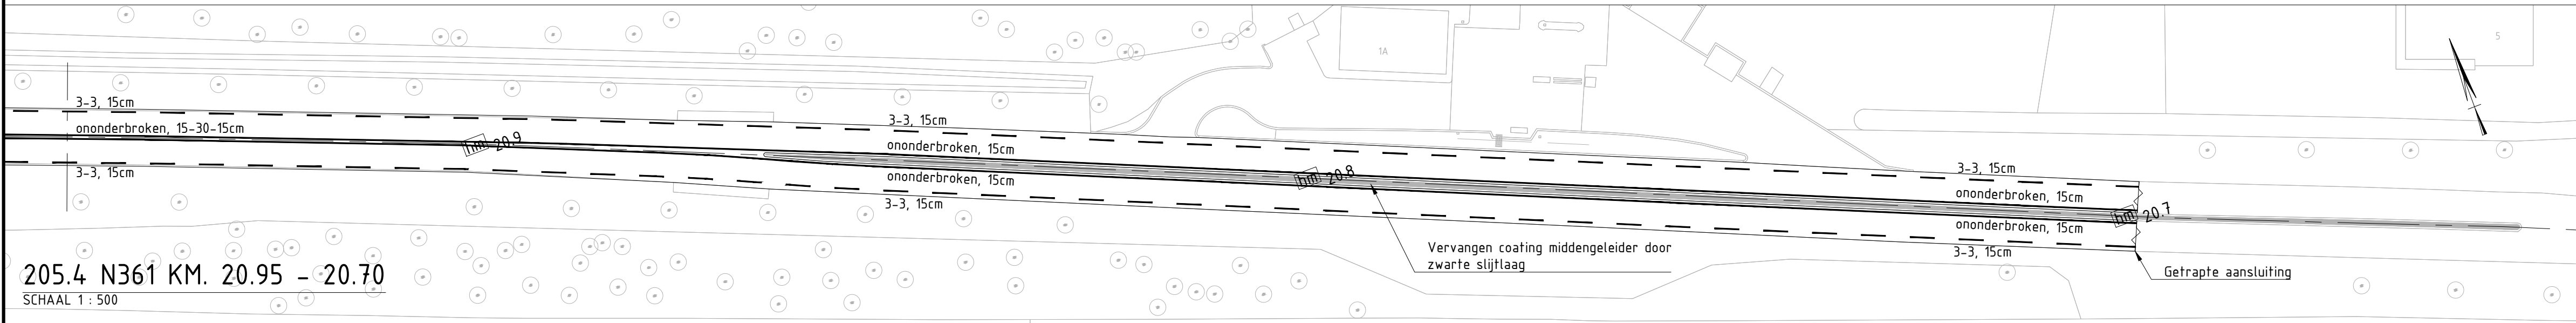 1A
5
3-3, 15cm
ononderbroken, 15-30-15cm
3-3, 15cm
hm 20.9
3-3, 15cm
ononderbroken, 15cm
ononderbroken, 15cm
3-3, 15cm
hm 20.8
Vervangen coating middengeleider door
zwarte slijtlaag
3-3, 15cm
ononderbroken, 15cm
ononderbroken, 15cm
3-3, 15cm
hm 20.7
Getrapte aansluiting
205.4 N361 KM. 20.95 - 20.70
SCHAAL 1 : 500